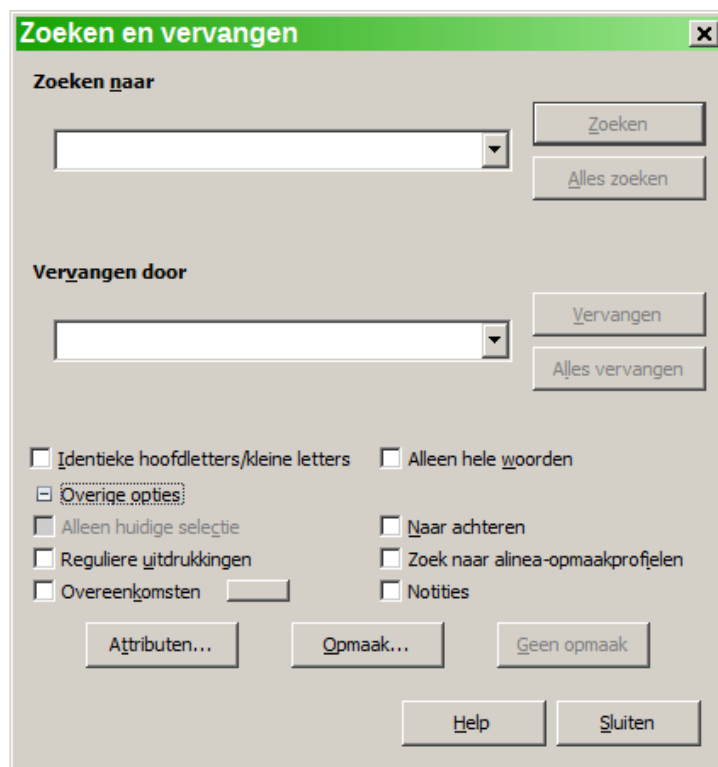 Zoeken en vervangen
Zoeken naar
Zoeken
Alles zoeken
Vervangen door
Vervangen
Alles vervangen
Identieke hoofdletters/kleine letters Alleen hele woorden
Overige opties
Alleen huidige selectie Naar achteren
Reguliere uitdrukkingen Zoek naar alinea-opmaakprofielen
Overeenkomsten Notities
Attributen... Opmaak... Geen opmaak
Help Sluiten